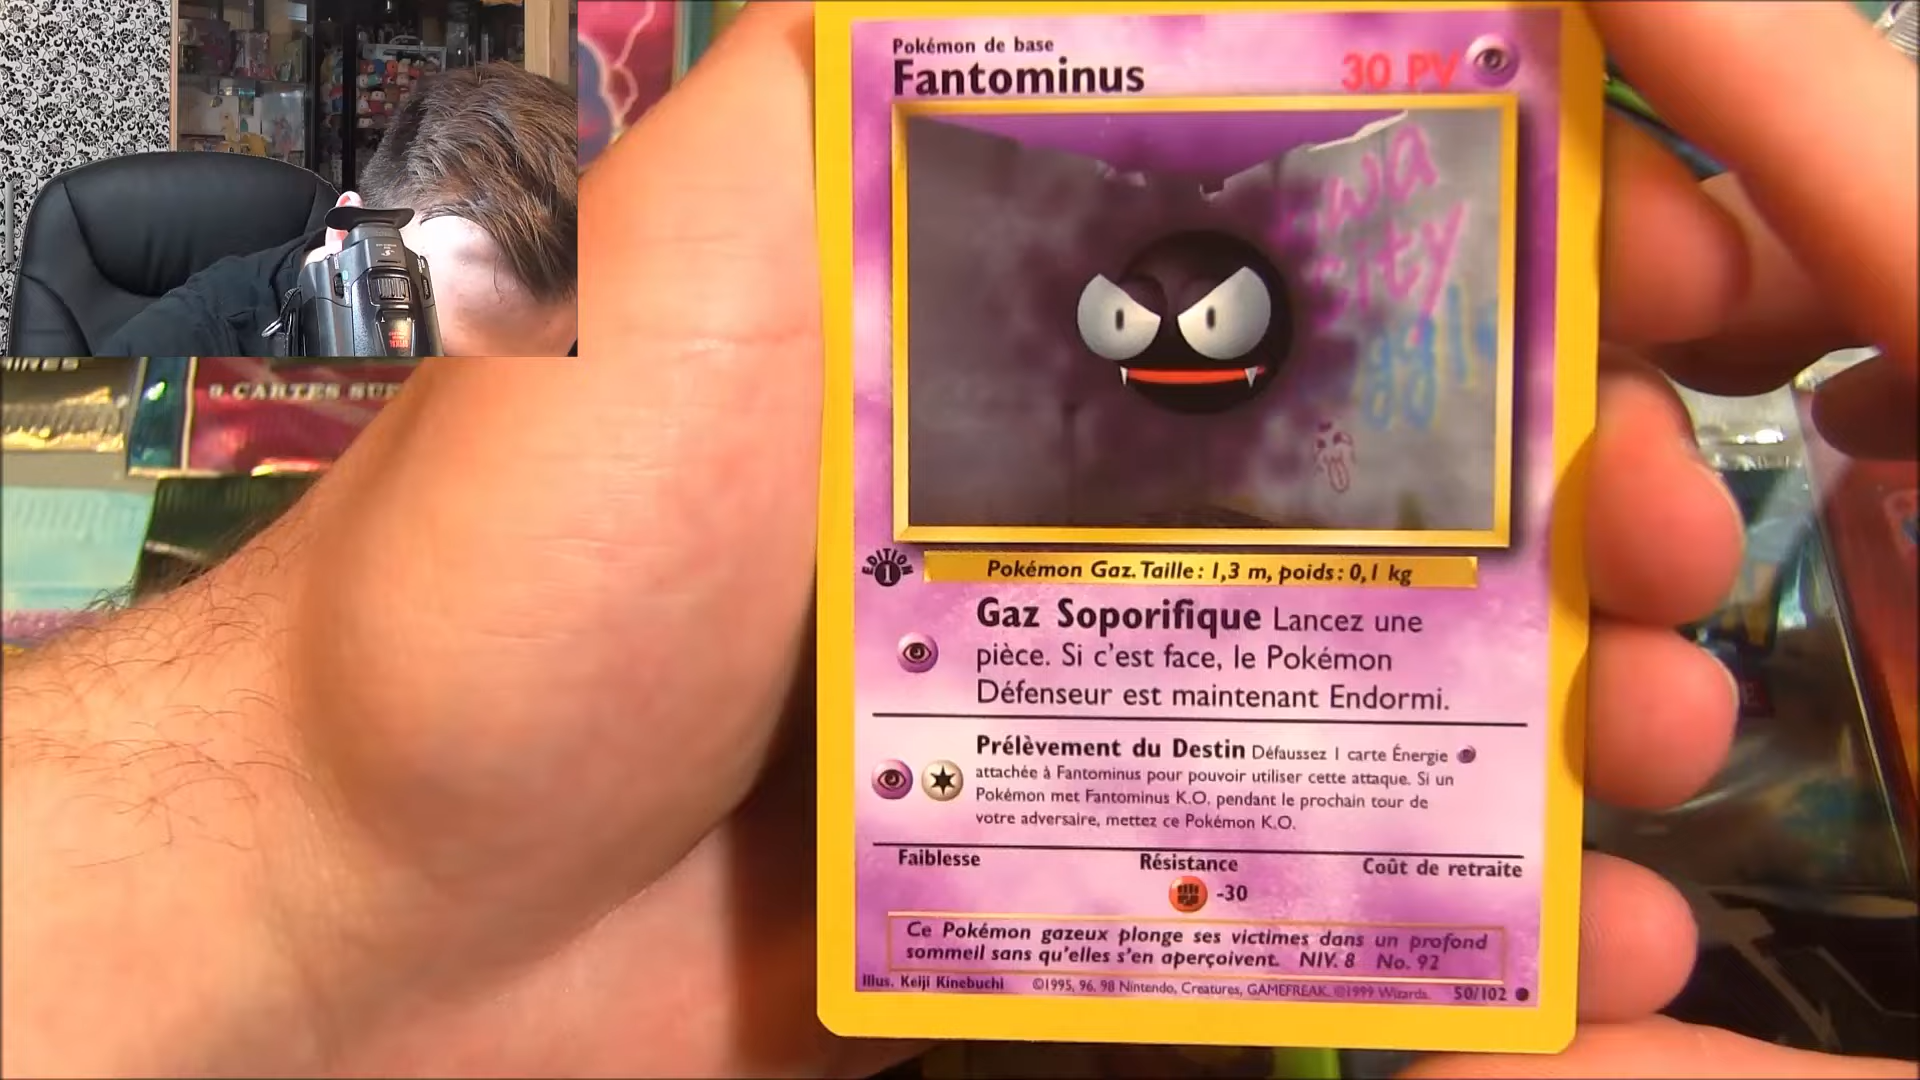 9 CARTES SUP
Pokémon de base
Fantominus
30 PV
wa
city
EDITION
1
Pokémon Gaz. Taille : 1,3 m, poids : 0,1 kg
Gaz Soporifique Lancez une
pièce. Si c'est face, le Pokémon
Défenseur est maintenant Endormi.
Prélèvement du Destin Défaussez 1 carte Énergie
attachée à Fantominus pour pouvoir utiliser cette attaque. Si un
Pokémon met Fantominus K.O. pendant le prochain tour de
votre adversaire, mettez ce Pokémon K.O.
Faiblesse
Résistance
Coût de retraite
-30
Ce Pokémon gazeux plonge ses victimes dans un profond
sommeil sans qu'elles s'en aperçoivent. NIV. 8 No. 92
Illus. Keiji Kinebuchi ©1995, 96, 98 Nintendo, Creatures, GAMEFREAK. ©1999 Wizards. 50/102